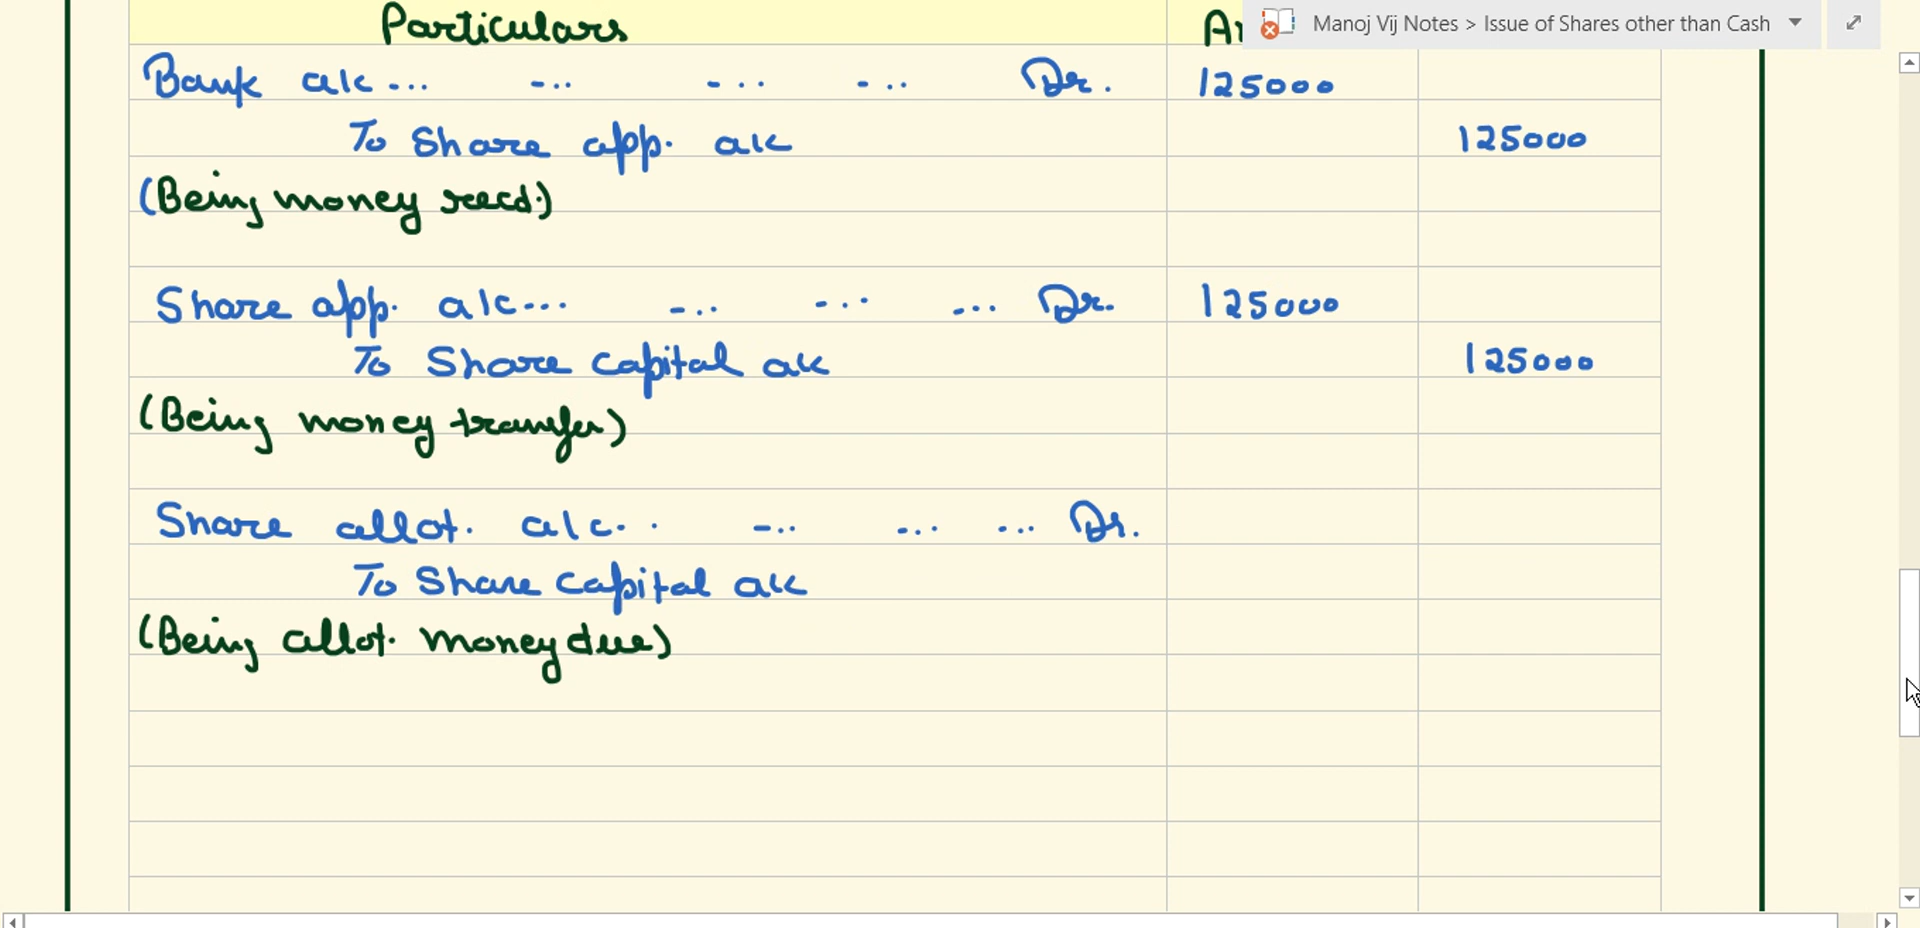 Manoj Vij Notes > Issue of Shares other than Cash
Particulars
Bank a/c... ... ... ... Dr. 125000
To Share app. a/c 125000
(Being money recd.)
Share app. a/c... ... ... ... Dr. 125000
To Share Capital a/c 125000
(Being money transfer)
Share allot. a/c.. ... ... ... Dr.
To Share Capital a/c
(Being allot. money due)